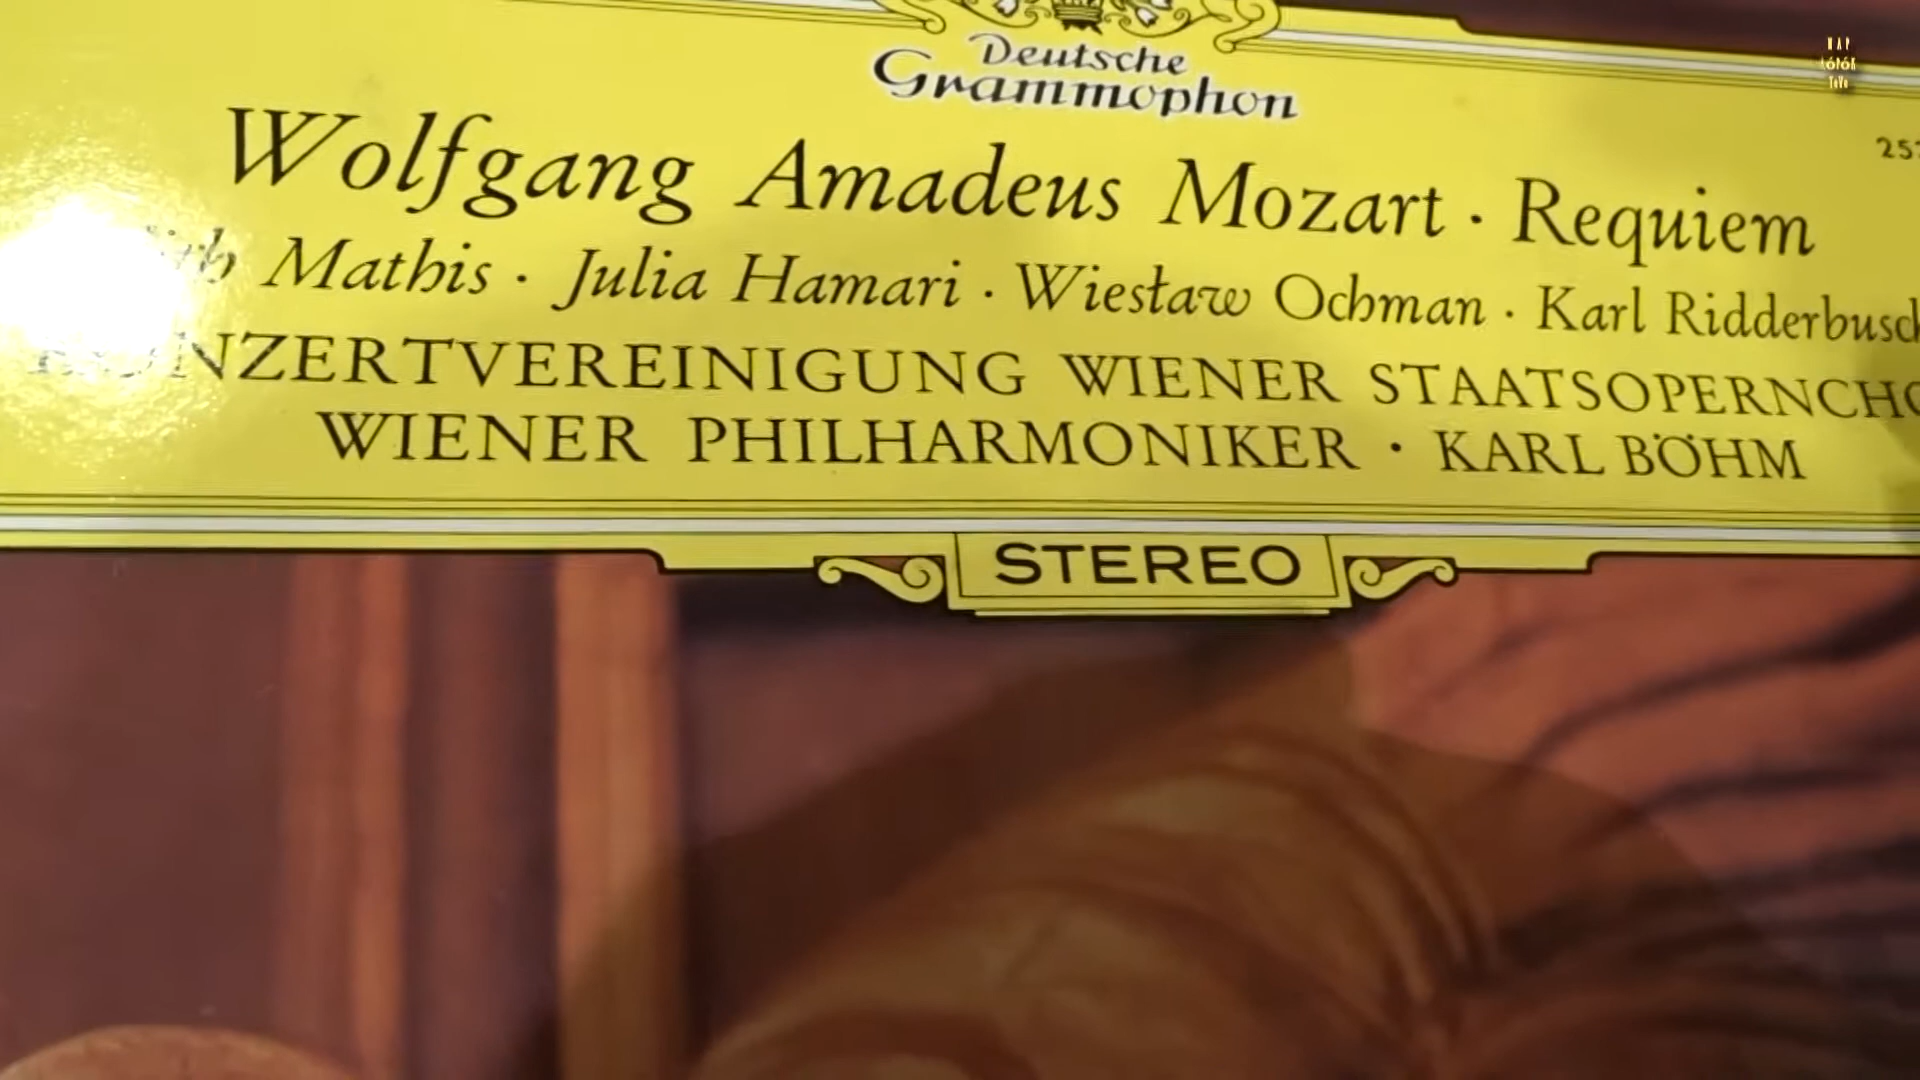 Deutsche
Grammophon
Wolfgang Amadeus Mozart · Requiem
Mathis · Julia Hamari · Wiesław Ochman · Karl Ridderbusch
KONZERTVEREINIGUNG WIENER STAATSOPERNCHO
WIENER PHILHARMONIKER · KARL BÖHM
STEREO